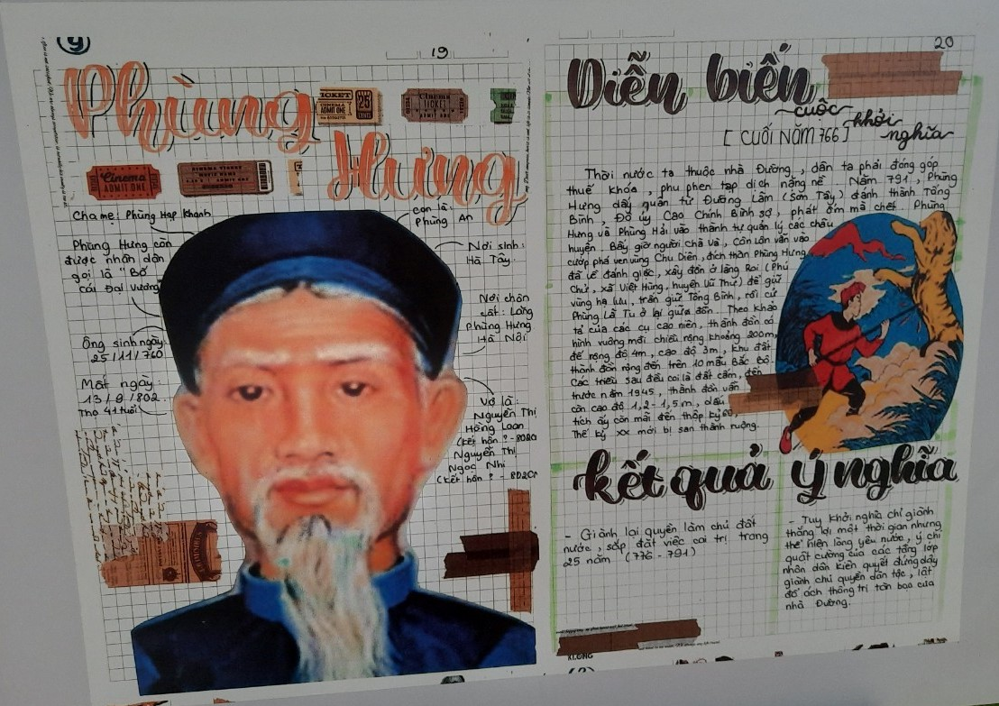 19
Phùng
Hưng
TICKET
CINEMA
ADMIT ONE
25
CENTS
Cinema
TICKET
ADMIT ONE
Cinema
ADMIT ONE
CINEMA TICKET
Cha mẹ: Phùng Hạp Khanh
con là
Phùng An
Phùng Hưng còn
được nhân dân
gọi là "Bố
cái Đại Vương"
Nơi sinh:
Hà Tây
Nơi chôn
cất: Lăng
Phùng Hưng
Hà Nội
Ông sinh ngày
25/11/760
Mất ngày:
13/9/802
Thọ 41 tuổi
Vợ là:
Nguyễn Thị
Hồng Loan
(kết hôn ? - 802
Nguyễn Thị
Ngọc Nhi
(kết hôn ? - 802
20
Diễn biến
cuộc
khởi
nghĩa
[ CUỐI NĂM 766 ]
Thời nước ta thuộc nhà Đường, dân ta phải đóng góp
thuế khóa, phu phen tạp dịch nặng nề. Năm 791, Phùng
Hưng dấy quân từ Đường Lâm (Sơn Tây) đánh thành Tống
Bình, Đô úy Cao Chính Bình sợ, phát ốm mà chết. Phùng
Hưng và Phùng Hải vào thành tự quản lý các châu
huyện. Bấy giờ người Chà Và, Côn Lôn vẫn vào
cướp phá ven vùng Chu Diên, đích thân Phùng Hưng
đã về đánh giặc, xây đồn ở làng Roi (Phú
Chử, xã Việt Hùng, huyện Vũ Thư) để giữ
vùng hạ lưu, trấn giữ Tống Bình, rồi cử
Phùng Lã Tu ở lại giữa đồn. Theo khảo
tả của các cụ cao niên, thành đồn có
hình vuông mỗi chiều rộng khoảng 200m,
đế rộng độ 4m, cao độ 3m, khu đất
thành đồn rộng đến trên 10 mẫu Bắc Bộ.
Các triều sau đều coi là đất cấm, đến
trước năm 1945, thành đồn vẫn
còn cao độ 1,2 - 1,5m, dấu
tích ấy còn mãi đến thập kỷ 60,
Thế kỷ XX mới bị san thành ruộng.
kết quả
- Giành lại quyền làm chủ đất
nước, sắp đặt việc cai trị trong
25 năm (776 - 791)
ý nghĩa
- Tuy khởi nghĩa chỉ giành
thắng lợi một thời gian nhưng
thể hiện lòng yêu nước, ý chí
quật cường của các tầng lớp
nhân dân kiên quyết đứng dậy
giành chủ quyền dân tộc, lật
đổ ách thống trị tàn bạo của
nhà Đường.